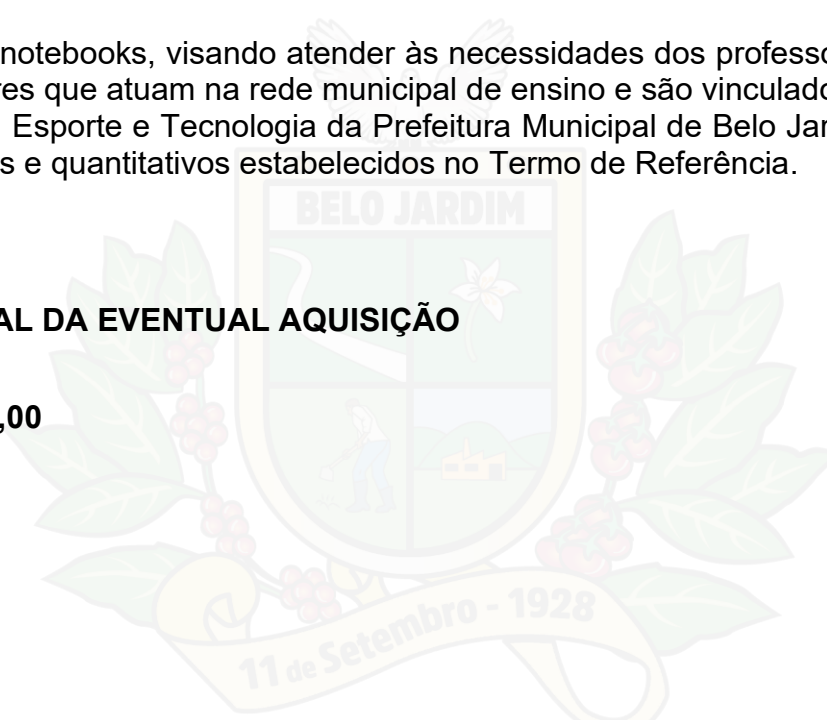 notebooks, visando atender às necessidades dos professo
res que atuam na rede municipal de ensino e são vinculado
Esporte e Tecnologia da Prefeitura Municipal de Belo Jar
s e quantitativos estabelecidos no Termo de Referência.
BELO JARDIM
AL DA EVENTUAL AQUISIÇÃO
,00
11 de Setembro - 1928